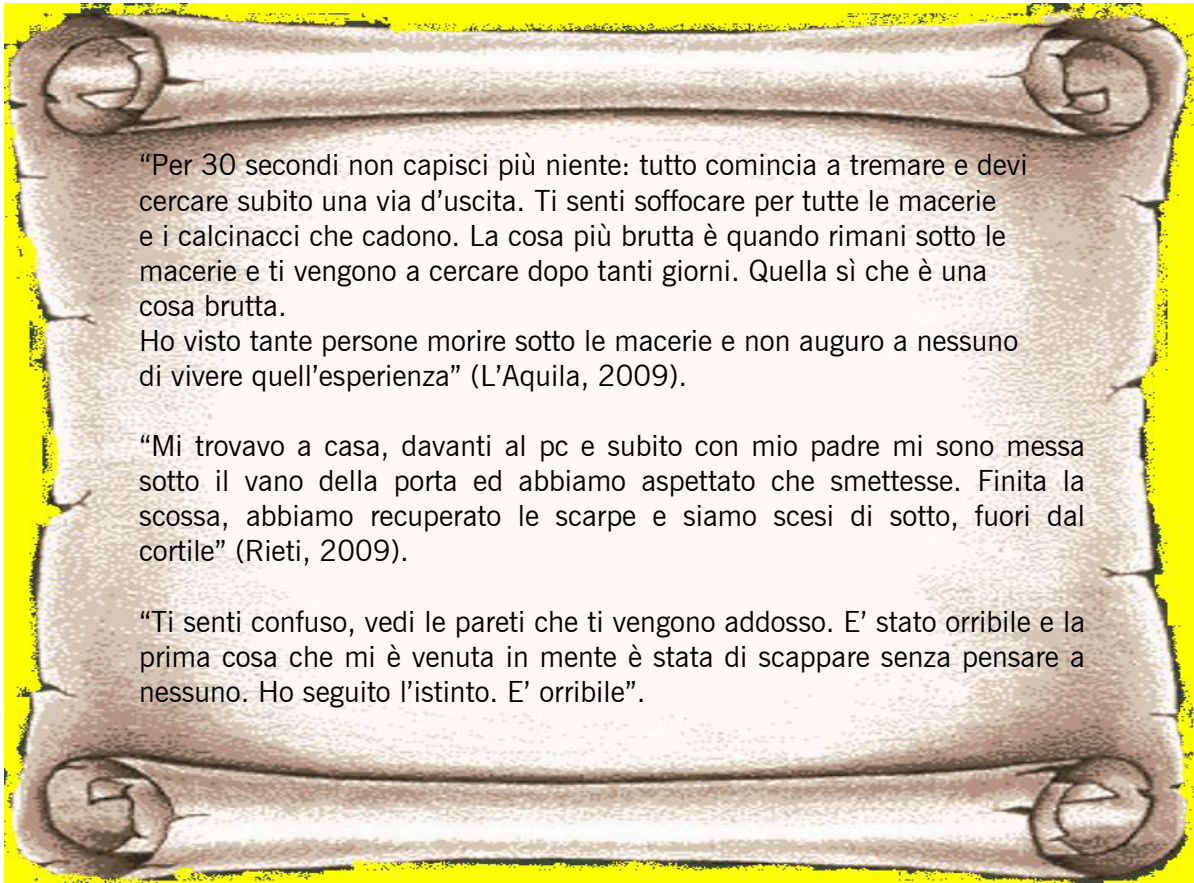 “Per 30 secondi non capisci più niente: tutto comincia a tremare e devi
cercare subito una via d’uscita. Ti senti soffocare per tutte le macerie
e i calcinacci che cadono. La cosa più brutta è quando rimani sotto le
macerie e ti vengono a cercare dopo tanti giorni. Quella sì che è una
cosa brutta.
Ho visto tante persone morire sotto le macerie e non auguro a nessuno
di vivere quell’esperienza” (L’Aquila, 2009).
“Mi trovavo a casa, davanti al pc e subito con mio padre mi sono messa
sotto il vano della porta ed abbiamo aspettato che smettesse. Finita la
scossa, abbiamo recuperato le scarpe e siamo scesi di sotto, fuori dal
cortile” (Rieti, 2009).
“Ti senti confuso, vedi le pareti che ti vengono addosso. E’ stato orribile e la
prima cosa che mi è venuta in mente è stata di scappare senza pensare a
nessuno. Ho seguito l’istinto. E’ orribile”.